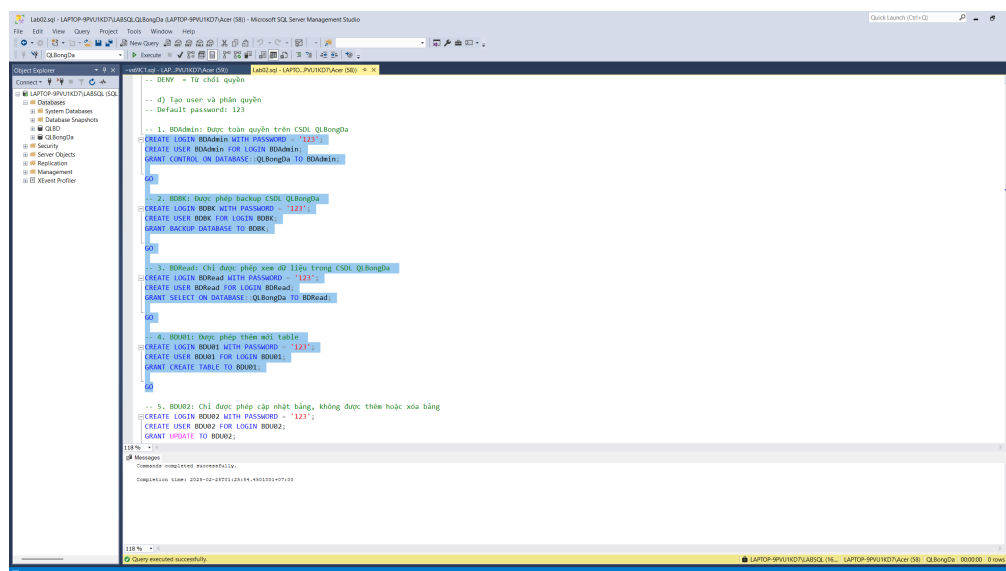 Lab02.sql - LAPTOP-9PVU1KD7\LABSQL.QLBongDa (LAPTOP-9PVU1KD7\Acer (58)) - Microsoft SQL Server Management Studio
Quick Launch (Ctrl+Q)
File Edit View Query Project Tools Window Help
New Query
QLBongDa
Execute
Object Explorer
Lab02.sql - LAPTO...PVU1KD7\Acer (58))
Connect
LAPTOP-9PVU1KD7\LABSQL (SQL
Databases
System Databases
Database Snapshots
QLBD
QLBongDa
Security
Server Objects
Replication
Management
XEvent Profiler
-- DENY = Từ chối quyền
-- d) Tạo user và phân quyền
-- Default password: 123
-- 1. BDAdmin: Được toàn quyền trên CSDL QLBongDa
CREATE LOGIN BDAdmin WITH PASSWORD = '123';
CREATE USER BDAdmin FOR LOGIN BDAdmin;
GRANT CONTROL ON DATABASE::QLBongDa TO BDAdmin;
GO
-- 2. BDBK: Được phép backup CSDL QLBongDa
CREATE LOGIN BDBK WITH PASSWORD = '123';
CREATE USER BDBK FOR LOGIN BDBK;
GRANT BACKUP DATABASE TO BDBK;
GO
-- 3. BDRead: Chỉ được phép xem dữ liệu trong CSDL QLBongDa
CREATE LOGIN BDRead WITH PASSWORD = '123';
CREATE USER BDRead FOR LOGIN BDRead;
GRANT SELECT ON DATABASE::QLBongDa TO BDRead;
GO
-- 4. BDU01: Được phép thêm mới table
CREATE LOGIN BDU01 WITH PASSWORD = '123';
CREATE USER BDU01 FOR LOGIN BDU01;
GRANT CREATE TABLE TO BDU01;
GO
-- 5. BDU02: Chỉ được phép cập nhật bảng, không được thêm hoặc xóa bảng
CREATE LOGIN BDU02 WITH PASSWORD = '123';
CREATE USER BDU02 FOR LOGIN BDU02;
GRANT UPDATE TO BDU02;
118 %
Messages
Commands completed successfully.
118 %
Query executed successfully.
LAPTOP-9PVU1KD7\LABSQL (16... LAPTOP-9PVU1KD7\Acer (58) QLBongDa 00:00:00 0 rows